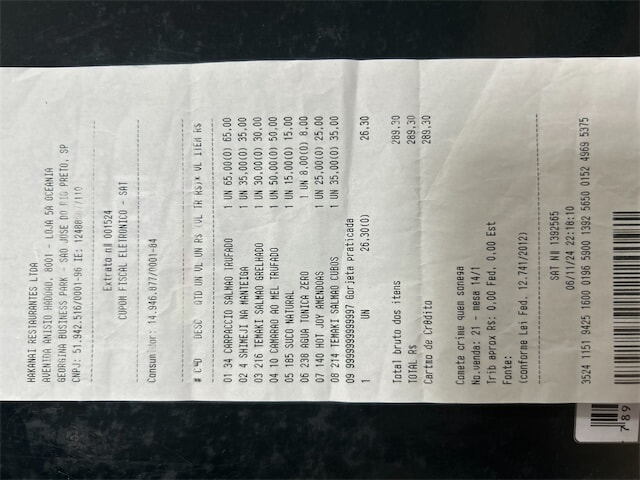 MAKANAI RESTAURANTES LTDA
AVENIDA ANISIO HADDAD, 8001 - LOJA 5A OCEANIA
GEORGINA BUSINESS PARK - SAO JOSE DO RIO PRETO, SP
CNPJ: 51.942.516/0001-96 IE:
Extrato nº 001524
CUPOM FISCAL ELETRONICO - SAT
Consumidor: 14.946.877/0001-84
# COD DESC QTD UN VL UN R$ (VL TR R$)* VL ITEM R$
01 34 CARPACCIO SALMAO TRUFADO 1 UN 65,00(0) 65,00
02 4 SHIMEJI NA MANTEIGA 1 UN 35,00(0) 35,00
03 216 TEMAKI SALMAO GRELHADO 1 UN 30,00(0) 30,00
04 10 CAMARAO AO MEL TRUFADO 1 UN 50,00(0) 50,00
05 185 SUCO NATURAL 1 UN 15,00(0) 15,00
06 238 AGUA TONICA ZERO 1 UN 8,00(0) 8,00
07 140 HOT JOY AMENDOAS 1 UN 25,00(0) 25,00
08 214 TEMAKI SALMAO CUBOS 1 UN 35,00(0) 35,00
09 999999999997 Gorjeta praticada
1 UN 26,30(0) 26,30
Total bruto dos itens 289,30
TOTAL R$ 289,30
Cartão de Crédito 289,30
Comete crime quem sonega
No.venda: 21 - mesa 14/1
Trib aprox R$: 0,00 Fed, 0,00 Est
Fonte:
(conforme Lei Fed. 12.741/2012)
SAT Nº 1392565
06/11/24 22:18:10
3524 1151 9425 1600 0196 5900 1392 5650 0152 4969 5375
789